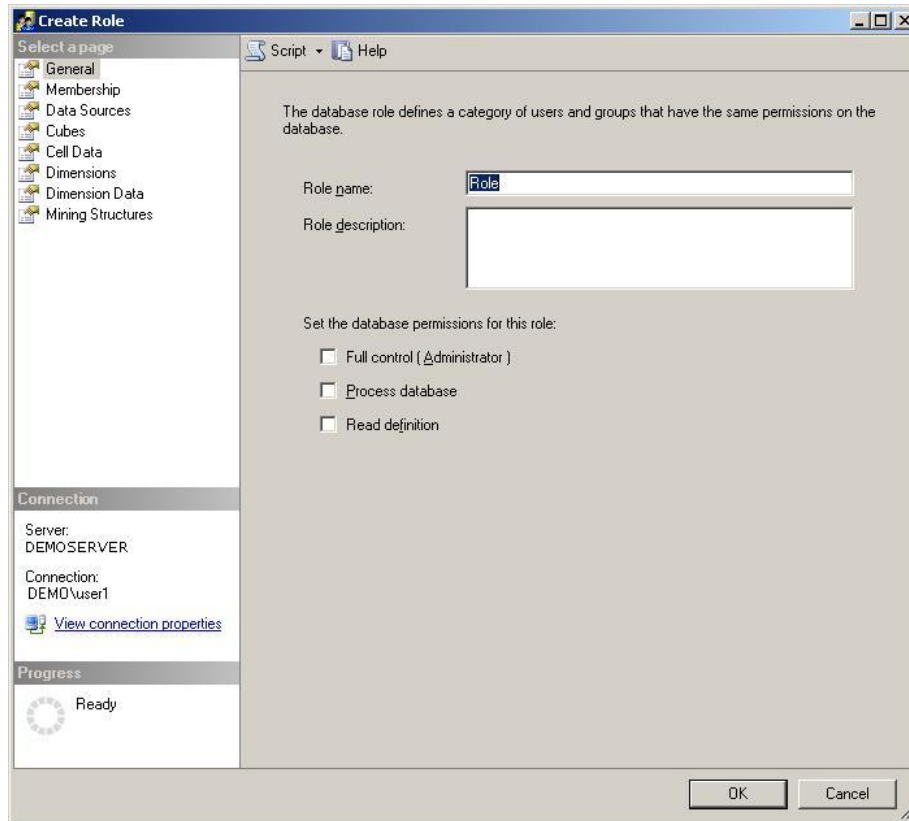 Create Role
Select a page
General
Membership
Data Sources
Cubes
Cell Data
Dimensions
Dimension Data
Mining Structures
Script
Help
The database role defines a category of users and groups that have the same permissions on the
database.
Role name:
Role
Role description:
Set the database permissions for this role:
Full control ( Administrator )
Process database
Read definition
Connection
Server:
DEMOSERVER
Connection:
DEMO\user1
View connection properties
Progress
Ready
OK
Cancel